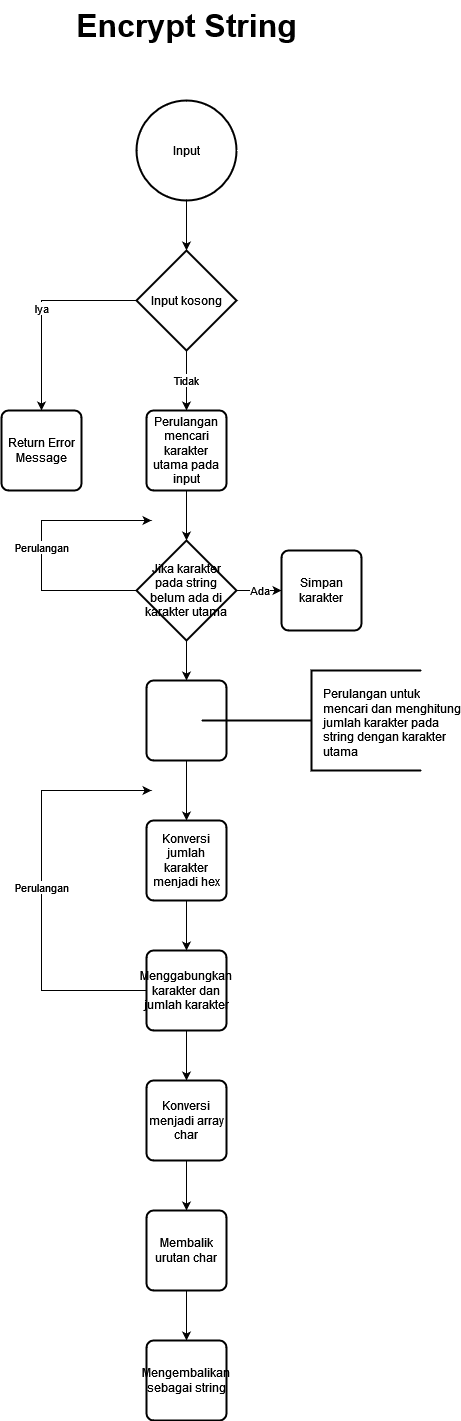 Encrypt String
Input
Input kosong
Iya
Tidak
Return Error
Message
Perulangan
mencari
karakter
utama pada
input
Perulangan
Jika karakter
pada string
belum ada di
karakter utama
Ada
Simpan
karakter
Perulangan untuk
mencari dan menghitung
jumlah karakter pada
string dengan karakter
utama
Konversi
jumlah
karakter
menjadi hex
Perulangan
Menggabungkan
karakter dan
jumlah karakter
Konversi
menjadi array
char
Membalik
urutan char
Mengembalikan
sebagai string